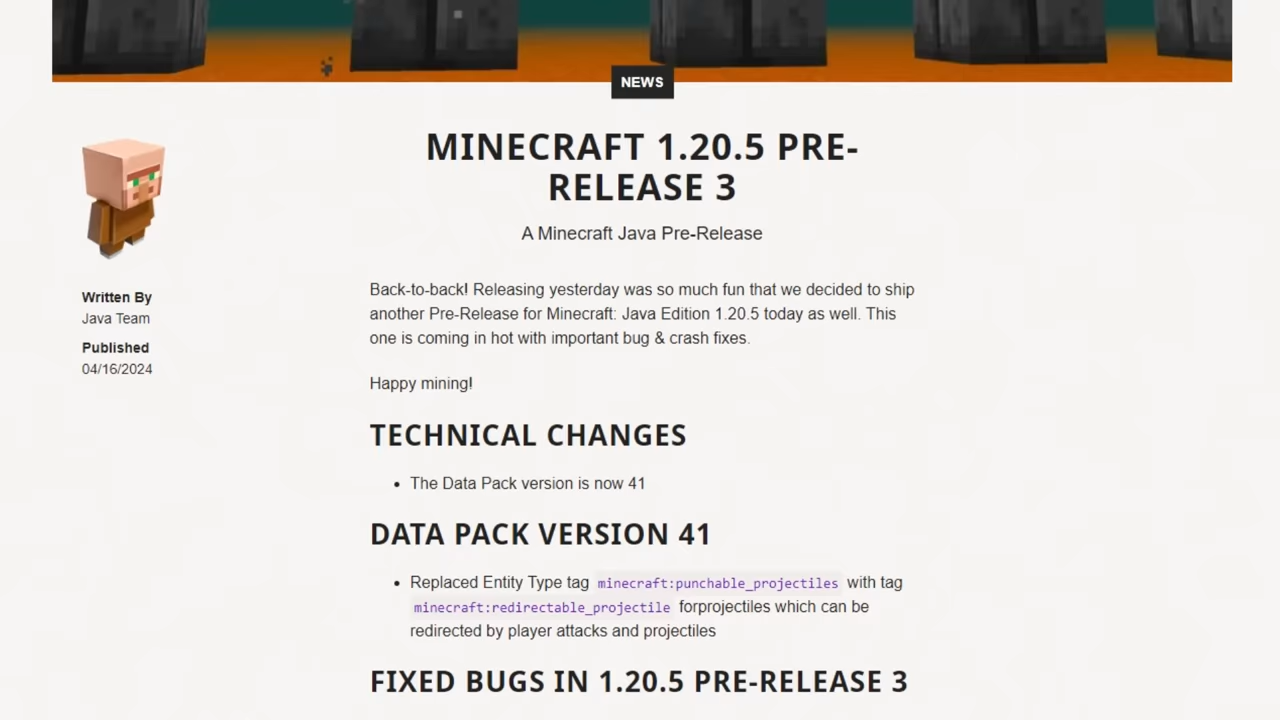 NEWS
MINECRAFT 1.20.5 PRE-
RELEASE 3
A Minecraft Java Pre-Release
Written By
Java Team
Published
04/16/2024
Back-to-back! Releasing yesterday was so much fun that we decided to ship
another Pre-Release for Minecraft: Java Edition 1.20.5 today as well. This
one is coming in hot with important bug & crash fixes.
Happy mining!
TECHNICAL CHANGES
• The Data Pack version is now 41
DATA PACK VERSION 41
• Replaced Entity Type tag minecraft:punchable_projectiles with tag
minecraft:redirectable_projectile forprojectiles which can be
redirected by player attacks and projectiles
FIXED BUGS IN 1.20.5 PRE-RELEASE 3